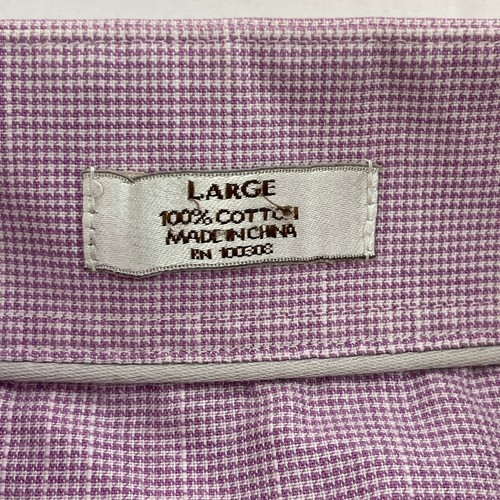 LARGE
100% COTTON
MADE IN CHINA
RN 100308